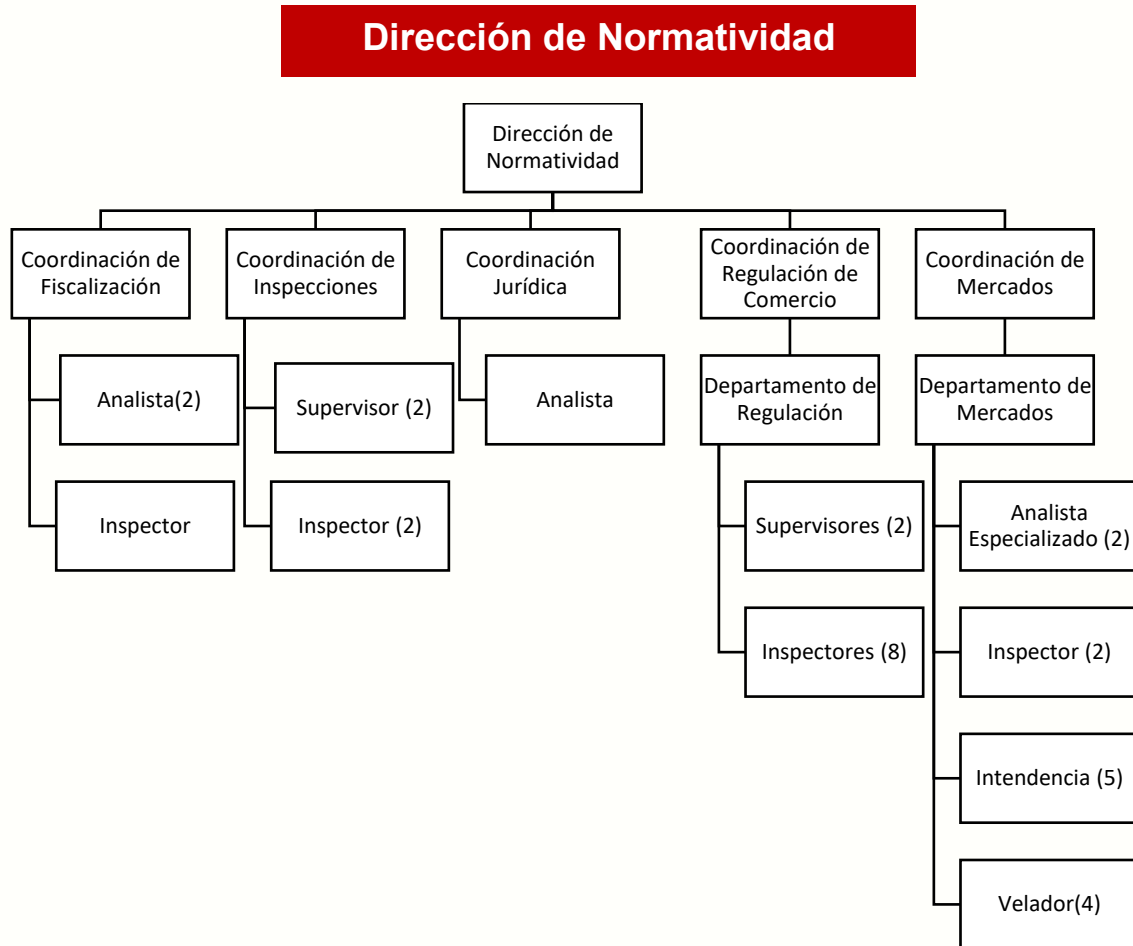 Dirección de Normatividad
Dirección de
Normatividad
Coordinación de
Fiscalización
Coordinación de
Inspecciones
Coordinación
Jurídica
Coordinación de
Regulación de
Comercio
Coordinación de
Mercados
Analista(2)
Supervisor (2)
Analista
Departamento de
Regulación
Departamento de
Mercados
Inspector
Inspector (2)
Supervisores (2)
Analista
Especializado (2)
Inspectores (8)
Inspector (2)
Intendencia (5)
Velador(4)